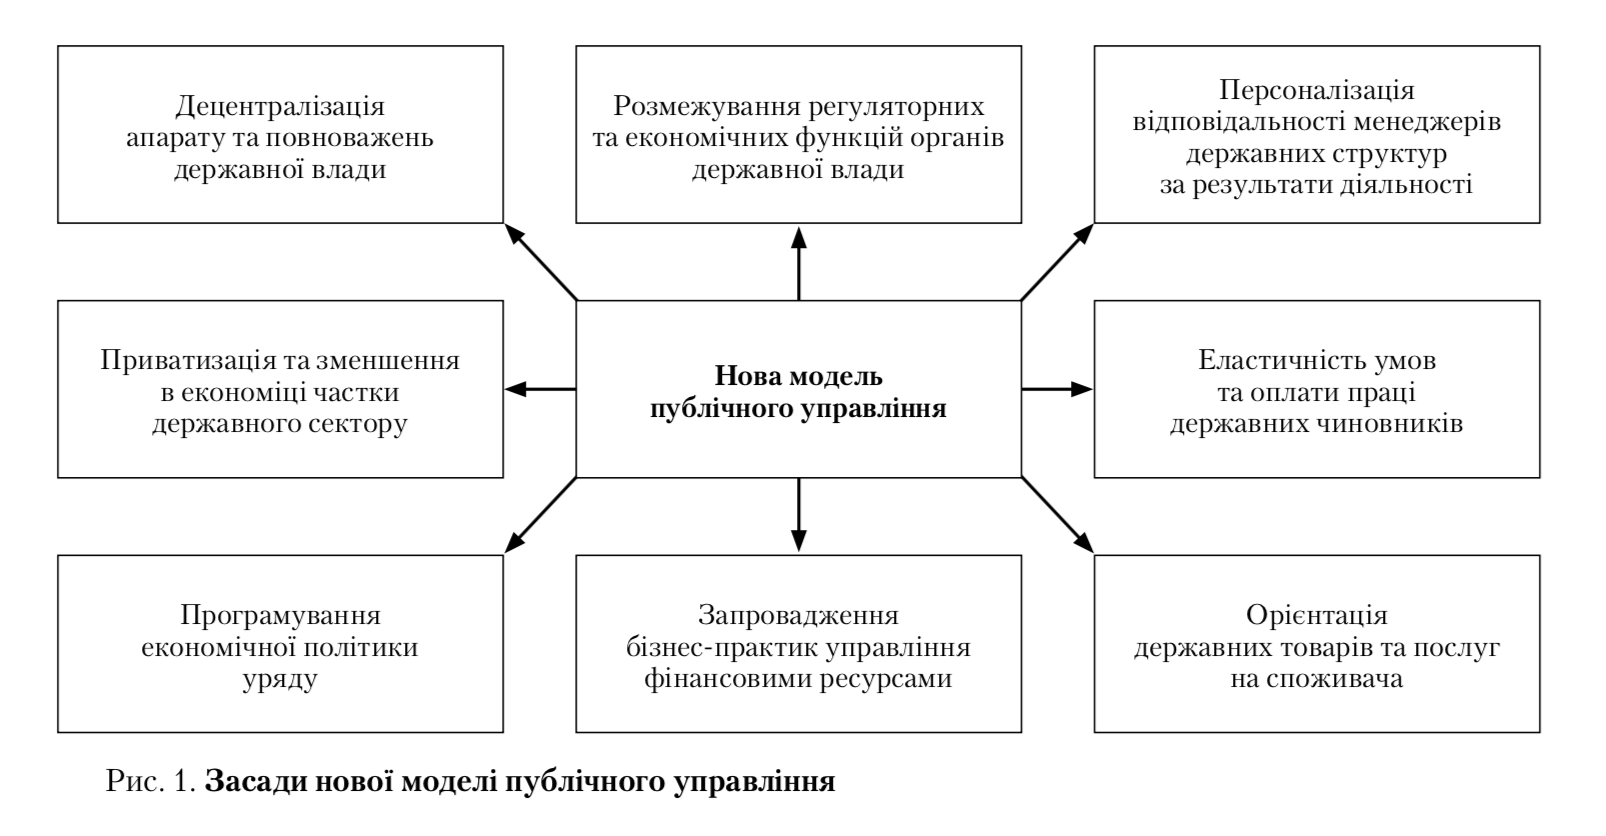 Децентралізація
апарату та повноважень
державної влади
Розмежування регуляторних
та економічних функцій органів
державної влади
Персоналізація
відповідальності менеджерів
державних структур
за результати діяльності
Приватизація та зменшення
в економіці частки
державного сектору
Нова модель
публічного управління
Еластичність умов
та оплати праці
державних чиновників
Програмування
економічної політики
уряду
Запровадження
бізнес-практик управління
фінансовими ресурсами
Орієнтація
державних товарів та послуг
на споживача
Рис. 1. Засади нової моделі публічного управління